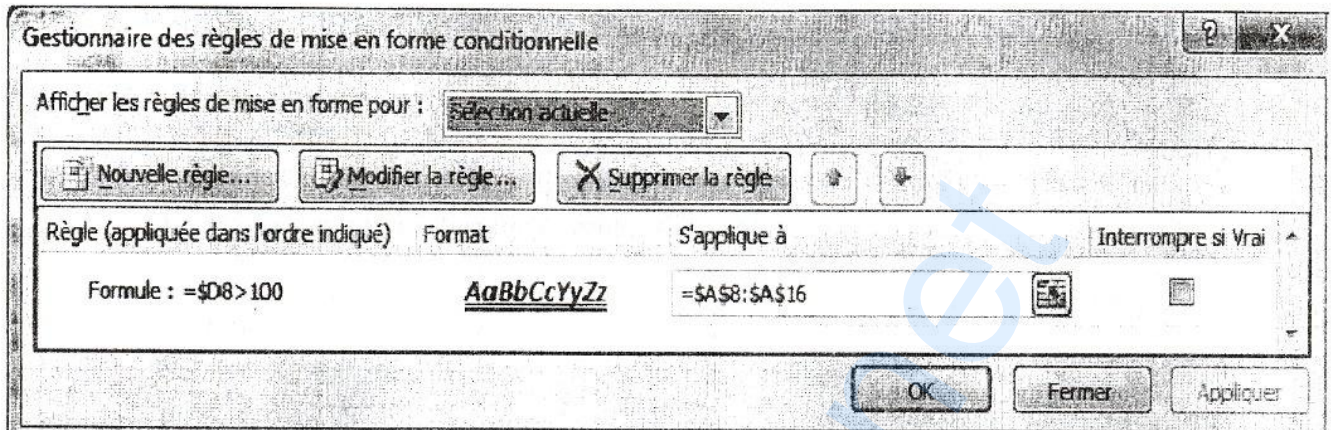 Gestionnaire des règles de mise en forme conditionnelle
Afficher les règles de mise en forme pour : Sélection actuelle
Nouvelle règle... Modifier la règle... Supprimer la règle
Règle (appliquée dans l'ordre indiqué) Format S'applique à Interrompre si Vrai
Formule : =$D8>100 AaBbCcYyZz =$A$8:$A$16
OK Fermer Appliquer